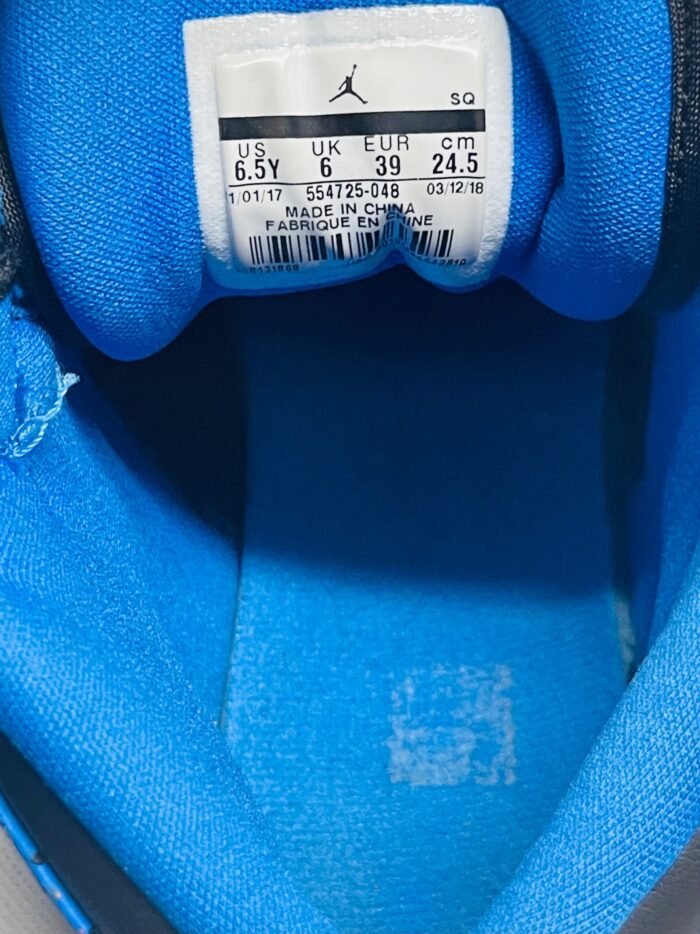 SQ
US UK EUR cm
6.5Y 6 39 24.5
1/01/17 554725-048 03/12/18
MADE IN CHINA
FABRIQUE EN CHINE